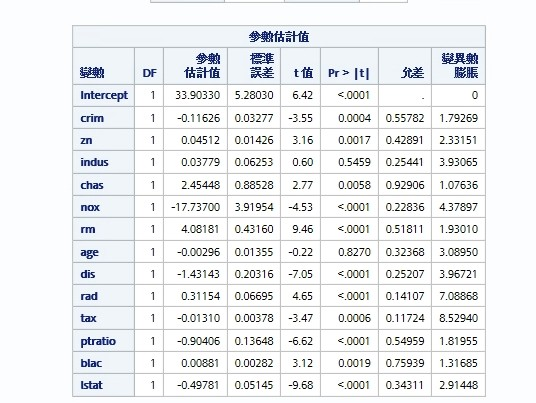 參數估計值
變數 DF 參數估計值 標準誤差 t 值 Pr > |t| 允差 變異數膨脹
Intercept 1 33.90330 5.28030 6.42 <.0001 . 0
crim 1 -0.11626 0.03277 -3.55 0.0004 0.55782 1.79269
zn 1 0.04512 0.01426 3.16 0.0017 0.42891 2.33151
indus 1 0.03779 0.06253 0.60 0.5459 0.25441 3.93065
chas 1 2.45448 0.88528 2.77 0.0058 0.92906 1.07636
nox 1 -17.73700 3.91954 -4.53 <.0001 0.22836 4.37897
rm 1 4.08181 0.43160 9.46 <.0001 0.51811 1.93010
age 1 -0.00296 0.01355 -0.22 0.8270 0.32368 3.08950
dis 1 -1.43143 0.20316 -7.05 <.0001 0.25207 3.96721
rad 1 0.31154 0.06695 4.65 <.0001 0.14107 7.08868
tax 1 -0.01310 0.00378 -3.47 0.0006 0.11724 8.52940
ptratio 1 -0.90406 0.13648 -6.62 <.0001 0.54959 1.81955
blac 1 0.00881 0.00282 3.12 0.0019 0.75939 1.31685
lstat 1 -0.49781 0.05145 -9.68 <.0001 0.34311 2.91448